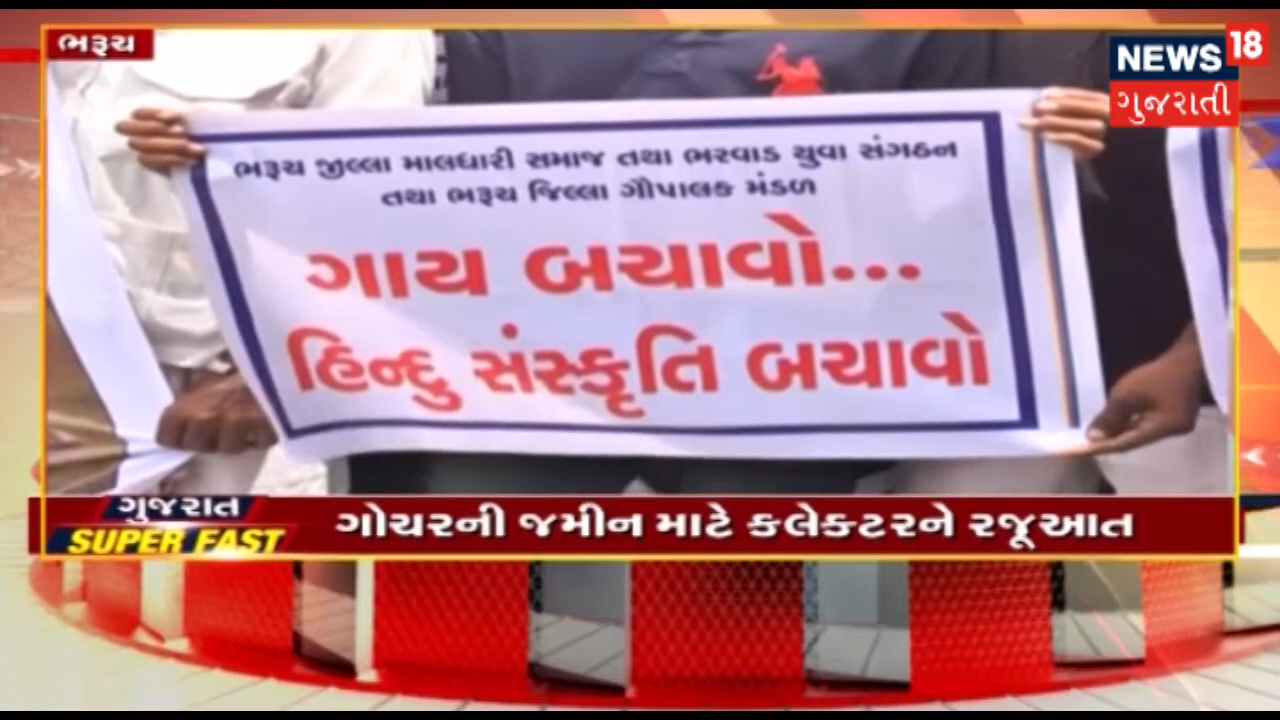 ભરૂચ
NEWS 18
ગુજરાતી
ભરૂચ જીલ્લા માલધારી સમાજ તથા ભરવાડ યુવા સંગઠન
તથા ભરૂચ જિલ્લા ગૌપાલક મંડળ
ગાય બચાવો...
હિન્દુ સંસ્કૃતિ બચાવો
ગુજરાત
SUPER FAST
ગોચરની જમીન માટે કલેકટરને રજૂઆત